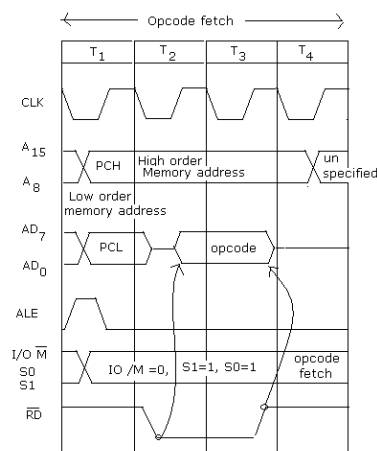 Opcode fetch
T1 T2 T3 T4
CLK
A15
PCH
High order
Memory address
un
specified
A8
Low order
memory address
AD7
PCL
opcode
AD0
ALE
I/O M̅
S0
S1
IO /M =0, S1=1, S0=1
opcode
fetch
R̅D̅